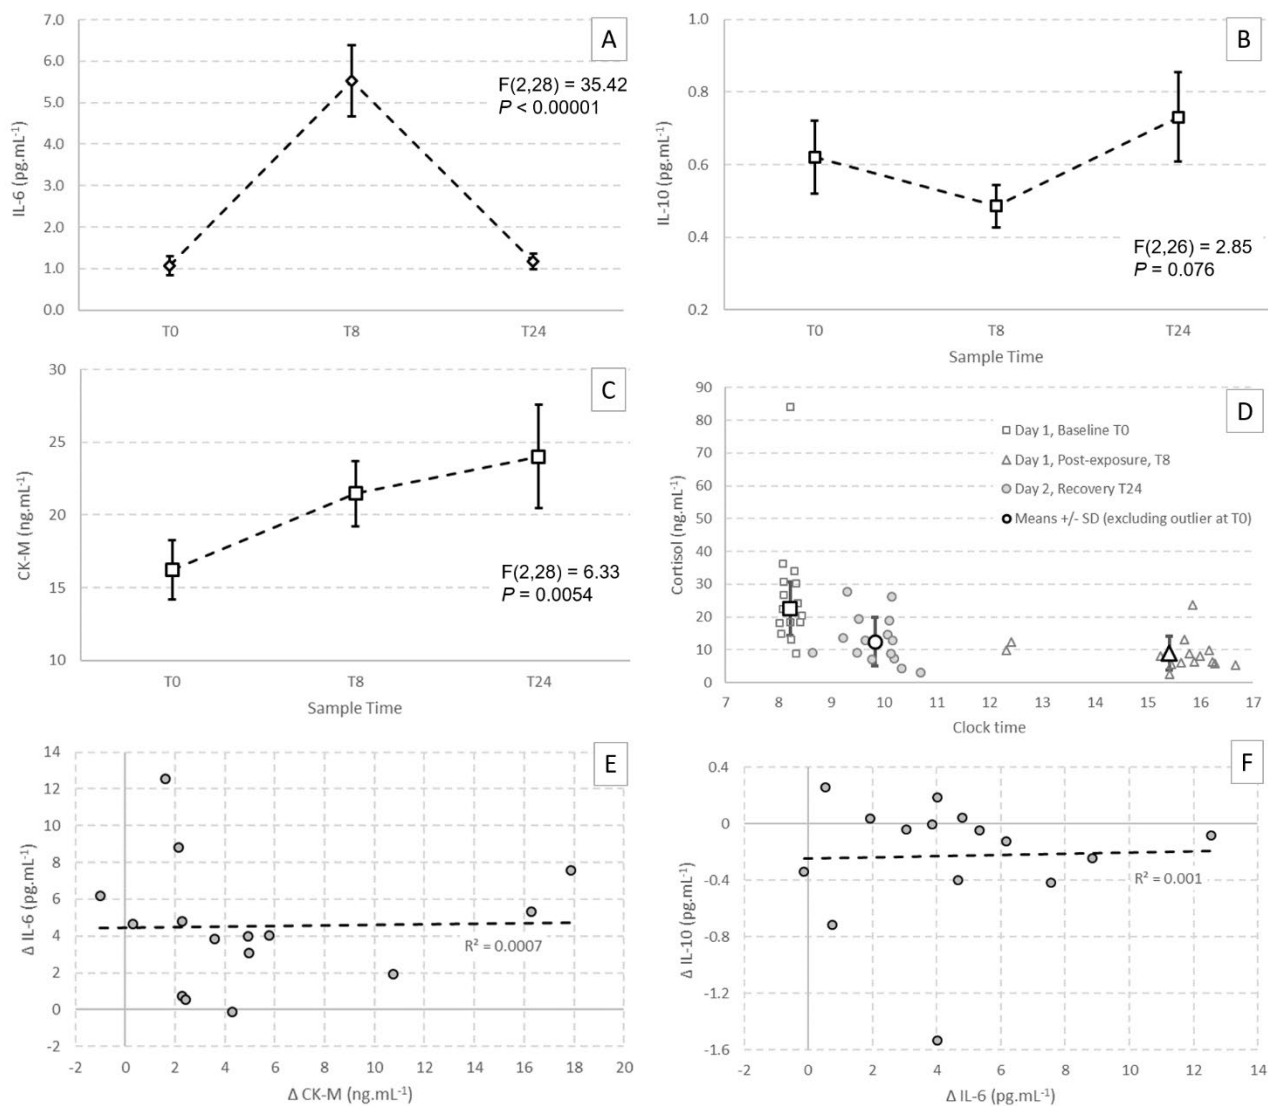 7.0
6.0
5.0
4.0
3.0
2.0
1.0
0.0
IL-6 (pg.mL⁻¹)
A
F(2,28) = 35.42
P < 0.00001
T0
T8
T24
1.0
0.8
0.6
0.4
0.2
IL-10 (pg.mL⁻¹)
B
F(2,26) = 2.85
P = 0.076
T0
T8
T24
Sample Time
30
25
20
15
10
CK-M (ng.mL⁻¹)
C
F(2,28) = 6.33
P = 0.0054
T0
T8
T24
Sample Time
90
80
70
60
50
40
30
20
10
0
Cortisol (ng.mL⁻¹)
D
Day 1, Baseline T0
Day 1, Post-exposure, T8
Day 2, Recovery T24
Means +/- SD (excluding outlier at T0)
7
8
9
10
11
12
13
14
15
16
17
Clock time
14
12
10
8
6
4
2
0
-2
Δ IL-6 (pg.mL⁻¹)
E
R² = 0.0007
-2
0
2
4
6
8
10
12
14
16
18
20
Δ CK-M (ng.mL⁻¹)
0.4
0
-0.4
-0.8
-1.2
-1.6
Δ IL-10 (pg.mL⁻¹)
F
R² = 0.001
-2
0
2
4
6
8
10
12
14
Δ IL-6 (pg.mL⁻¹)